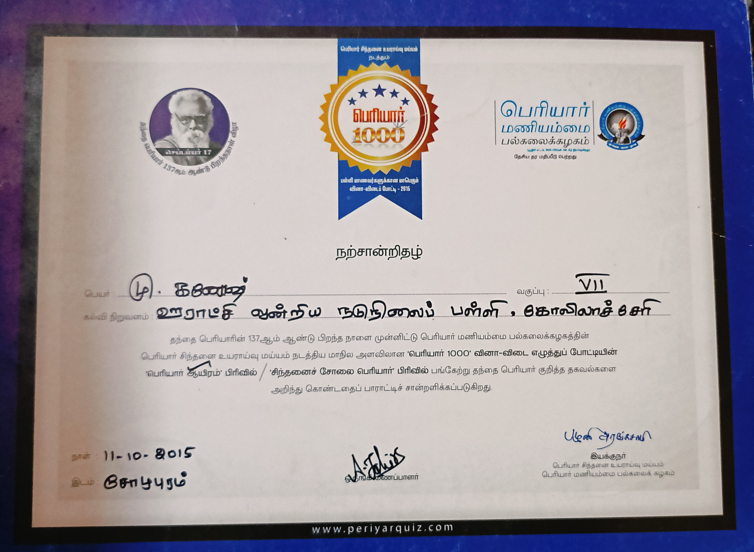 பெரியார் சிந்தனை உயராய்வு மய்யம்
நடத்தும்
பெரியார்
1000
பள்ளி மாணவர்களுக்கான மாபெரும்
வினா-விடைப் போட்டி - 2015
செப்டம்பர் 17
தந்தை பெரியார் 137ஆம் ஆண்டு பிறந்தநாள் விழா
பெரியார்
மணியம்மை
பல்கலைக்கழகம்
தேசிய தர மதிப்பீடு பெற்றது
நற்சான்றிதழ்
பெயர் மு. கணேஷ் வகுப்பு : VII
கல்வி நிறுவனம் : ஊராட்சி ஒன்றிய நடுநிலைப் பள்ளி, கோவிலாச்சேரி
தந்தை பெரியாரின் 137ஆம் ஆண்டு பிறந்த நாளை முன்னிட்டு பெரியார் மணியம்மை பல்கலைக்கழகத்தின்
பெரியார் சிந்தனை உயராய்வு மய்யம் நடத்திய மாநில அளவிலான 'பெரியார் 1000' வினா-விடை எழுத்துப் போட்டியின்
'பெரியார் ஆயிரம்' பிரிவில் / 'சிந்தனைச் சோலை பெரியார்' பிரிவில் பங்கேற்று தந்தை பெரியார் குறித்த தகவல்களை
அறிந்து கொண்டதைப் பாராட்டிச் சான்றளிக்கப்படுகிறது.
நாள் : 11-10-2015
இடம் : சோழபுரம்
ஒருங்கிணைப்பாளர்
இயக்குநர்
பெரியார் சிந்தனை உயராய்வு மய்யம்
பெரியார் மணியம்மை பல்கலைக் கழகம்
www.periyarquiz.com